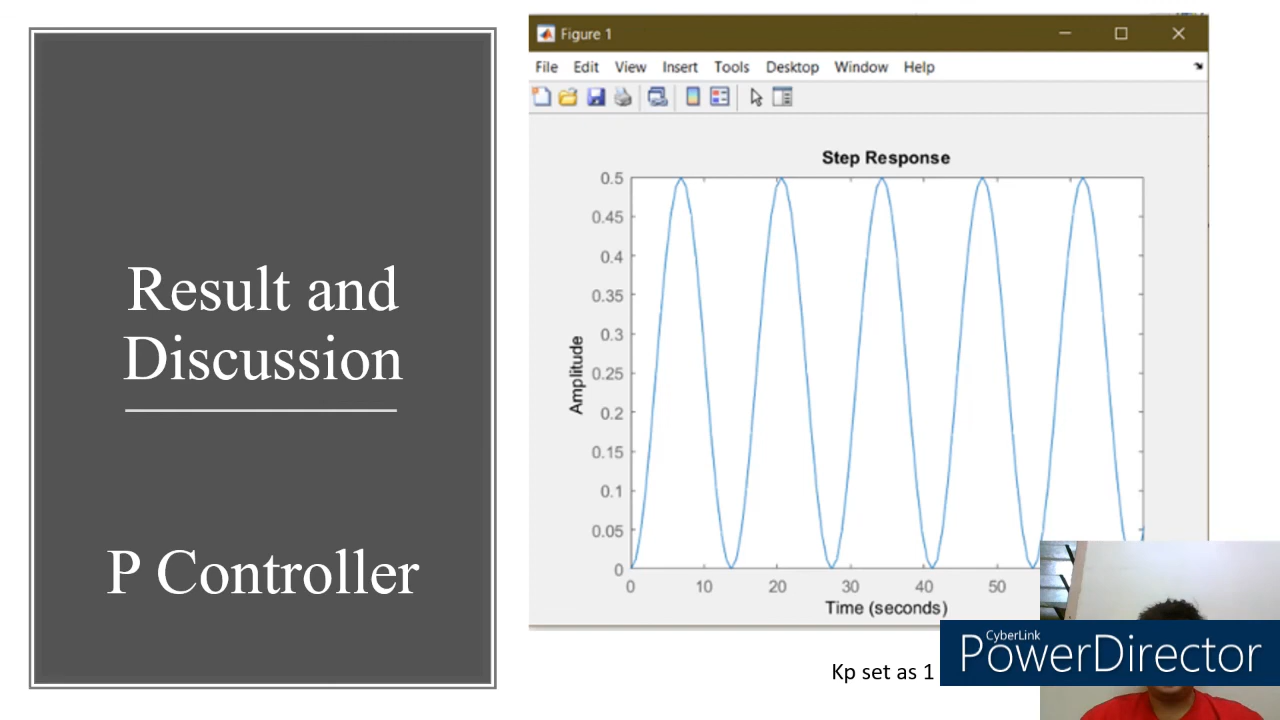 Result and
Discussion
P Controller
Figure 1
File Edit View Insert Tools Desktop Window Help
Step Response
Amplitude
0.5
0.45
0.4
0.35
0.3
0.25
0.2
0.15
0.1
0.05
0
0 10 20 30 40 50
Time (seconds)
Kp set as 1
CyberLink
PowerDirector